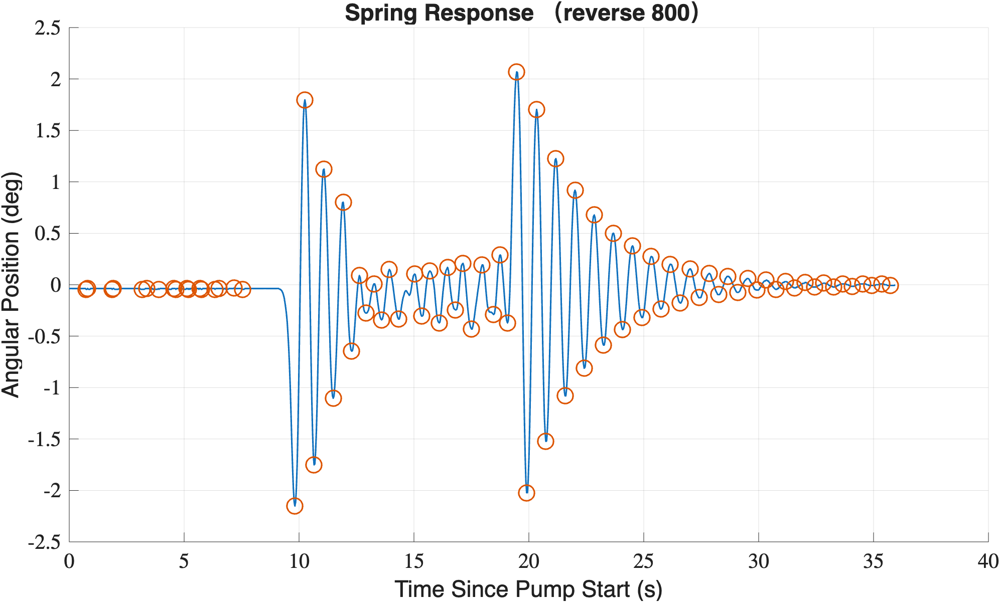 Spring Response （reverse 800）
2.5
2
1.5
1
0.5
0
-0.5
-1
-1.5
-2
-2.5
Angular Position (deg)
0 5 10 15 20 25 30 35 40
Time Since Pump Start (s)